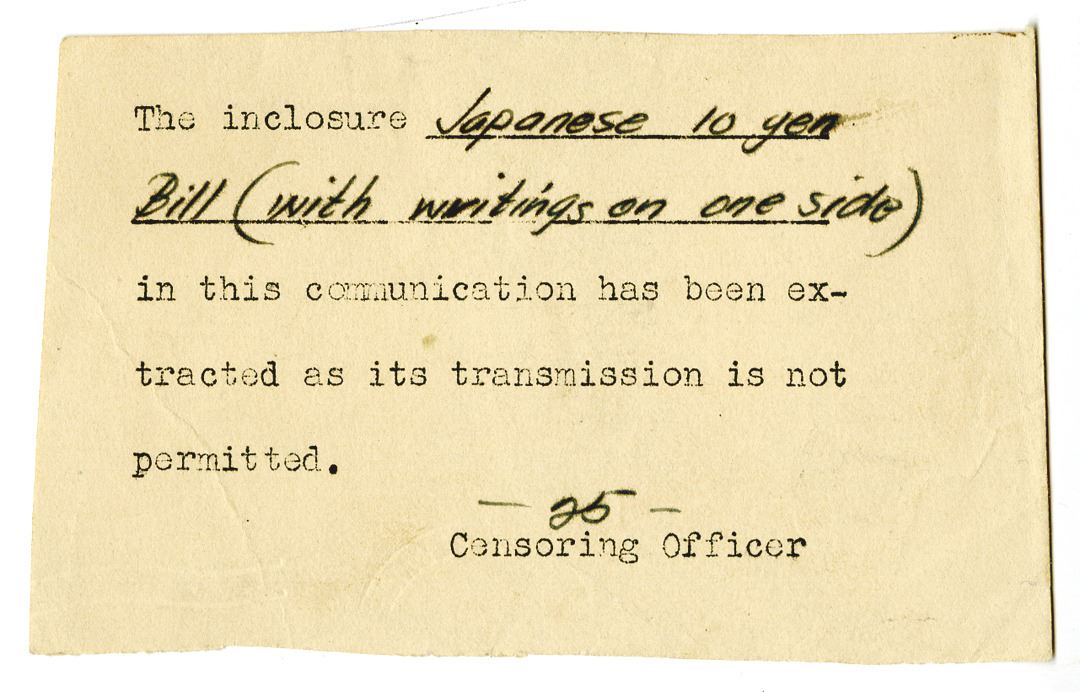 The inclosure Japanese 10 yen
Bill (with writings on one side)
in this communication has been ex-
tracted as its transmission is not
permitted.
— 25 —
Censoring Officer